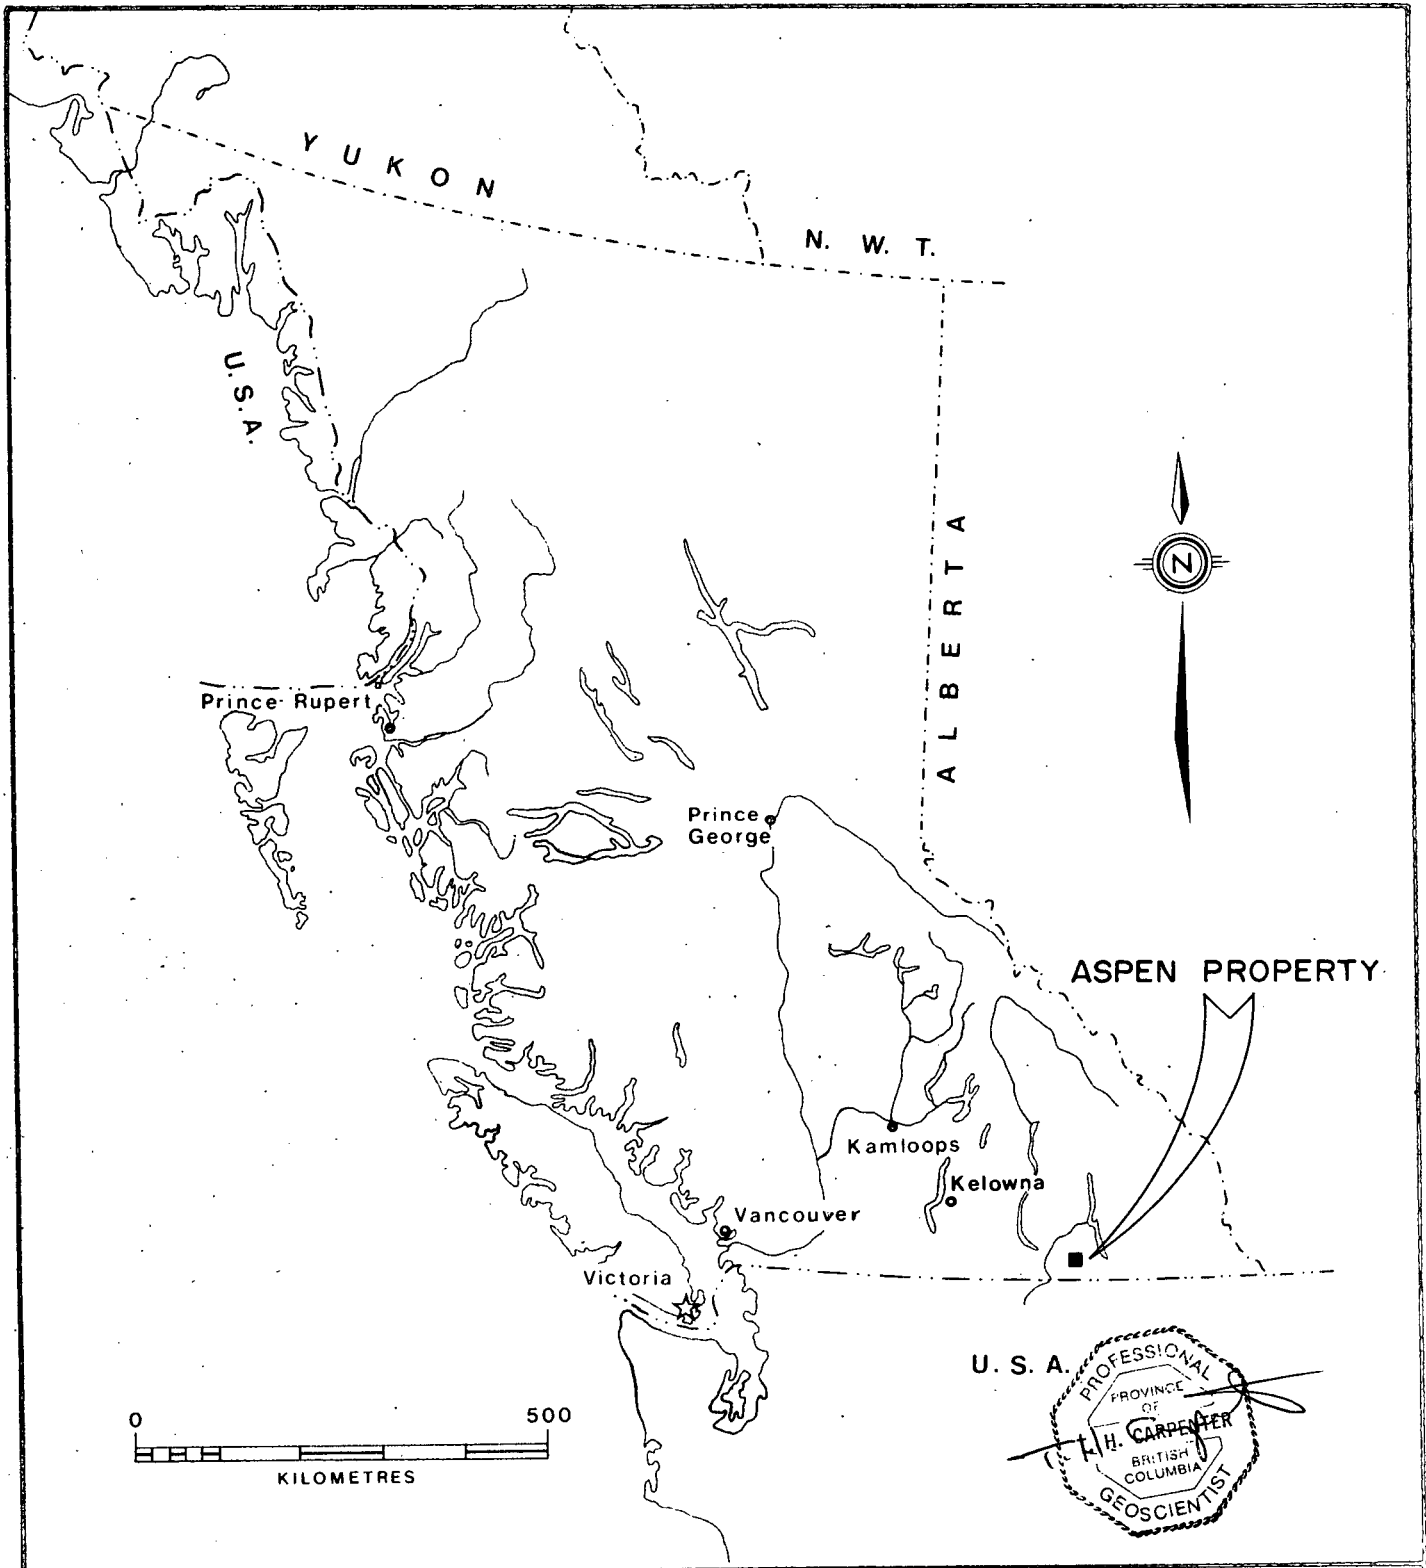 YUKON
N. W. T.
U.S.A.
ALBERTA
N
Prince Rupert
Prince
George
ASPEN PROPERTY
Kamloops
Kelowna
Vancouver
Victoria
U. S. A.
0 500
KILOMETRES
PROFESSIONAL
PROVINCE
OF
H. CARPENTER
BRITISH
COLUMBIA
GEOSCIENTIST